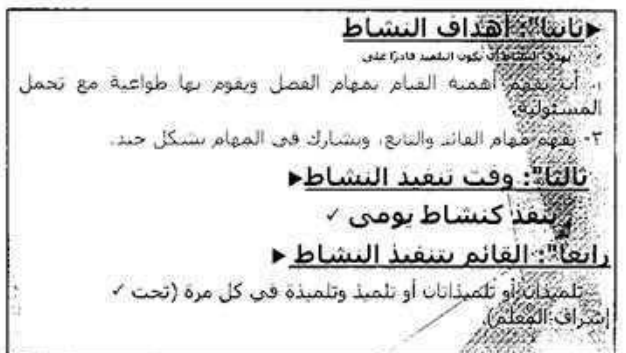 ◄ثانيا": أهداف النشاط
✓ يهدف النشاط أن يكون التلميذ قادرًا على
١- أن يفهم أهمية القيام بمهام الفصل ويقوم بها طواعية مع تحمل
المسئولية.
٢- يفهم مهام القائد والتابع، ويشارك في المهام بشكل جيد.
ثالثا": وقت تنفيذ النشاط◄
ينفذ كنشاط يومى ✓
رابعا": القائم بتنفيذ النشاط ◄
تلميذان أو تلميذاتان أو تلميذ وتلميذة في كل مرة (تحت ✓
إشراف المعلم).